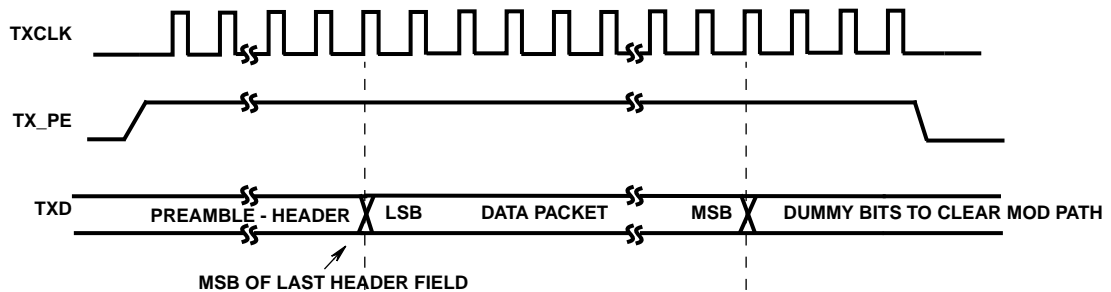 TXCLK
TX_PE
TXD
PREAMBLE - HEADER
LSB
DATA PACKET
MSB
DUMMY BITS TO CLEAR MOD PATH
MSB OF LAST HEADER FIELD